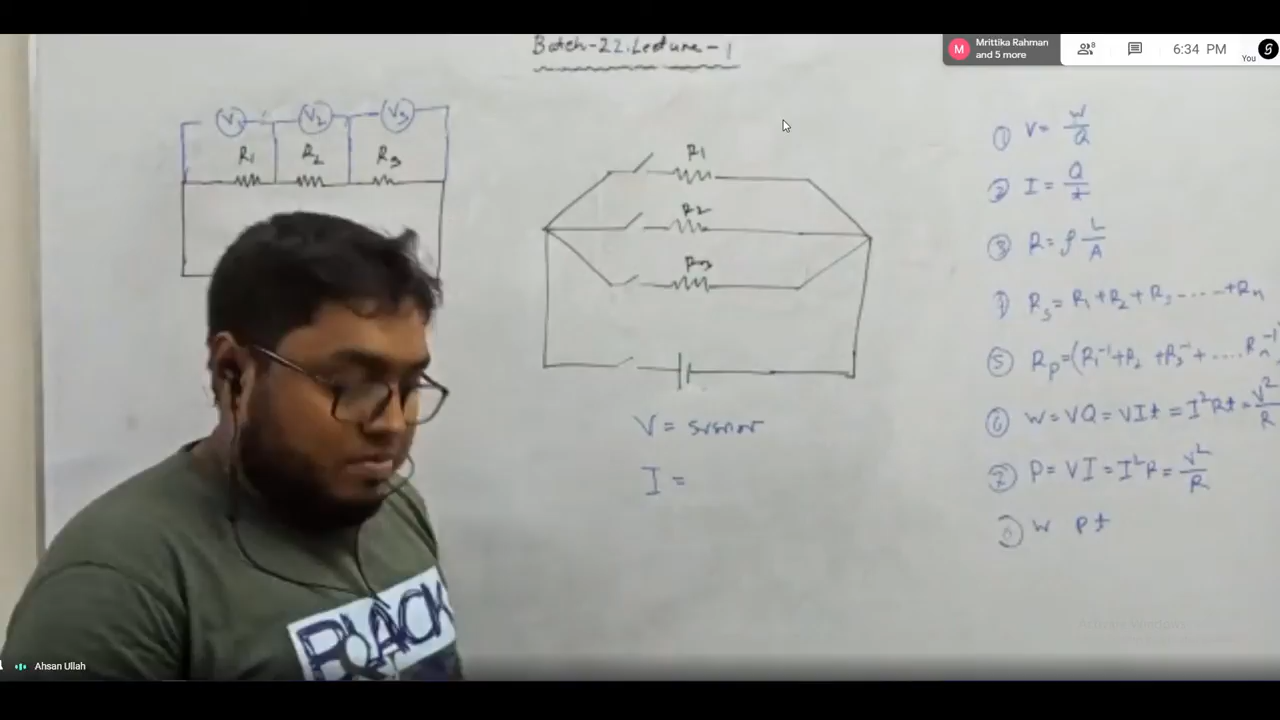 Batch-22.Lecture-1
Mrittika Rahman
and 5 more
8
6:34 PM
You
V1 V2 V3
R1 R2 R3
R1
R2
R3
V =
I =
① V = W/Q
② I = Q/t
③ R = ρ L/A
Rs = R1 + R2 + R3 ------ + Rn
⑤ Rp = (R1⁻¹ + R2 + R3⁻¹ + .... Rn⁻¹
⑥ W = VQ = VIt = I²Rt = V²/R
⑦ P = VI = I²R = V²/R
W Pt
BLACK
Ahsan Ullah